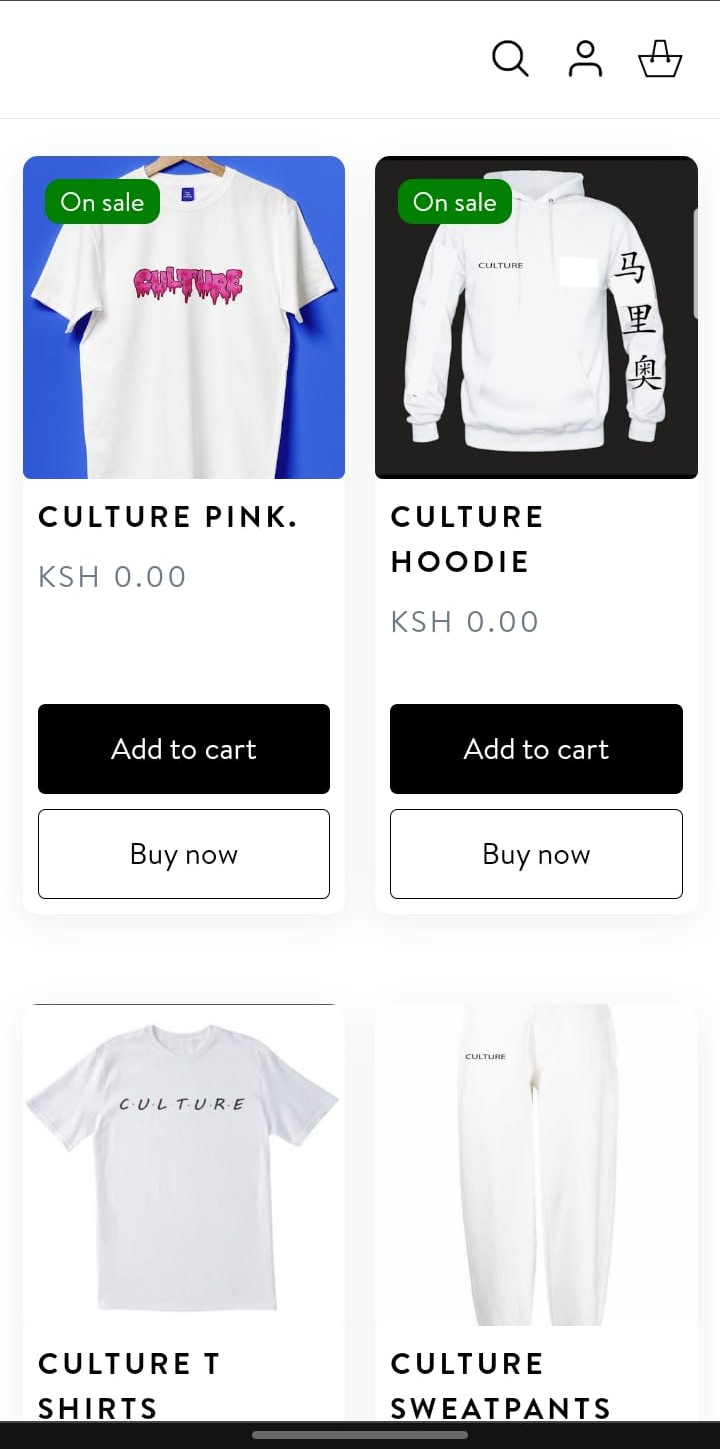 On sale
CULTURE
On sale
CULTURE
马
里
奥
CULTURE PINK.
KSH 0.00
Add to cart
Buy now
CULTURE
HOODIE
KSH 0.00
Add to cart
Buy now
C·U·L·T·U·R·E
CULTURE
CULTURE T
SHIRTS
CULTURE
SWEATPANTS